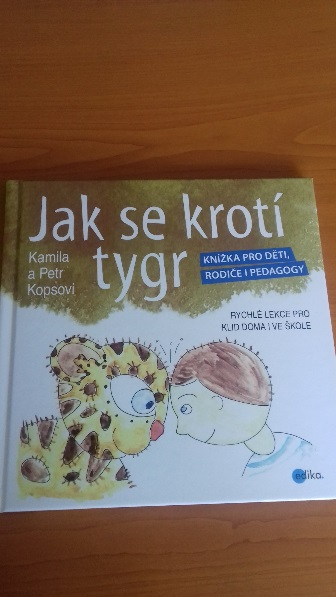 Jak se krotí
tygr
Kamila
a Petr
Kopsovi
KNÍŽKA PRO DĚTI,
RODIČE I PEDAGOGY
RYCHLÉ LEKCE PRO
KLID DOMA I VE ŠKOLE
edika.